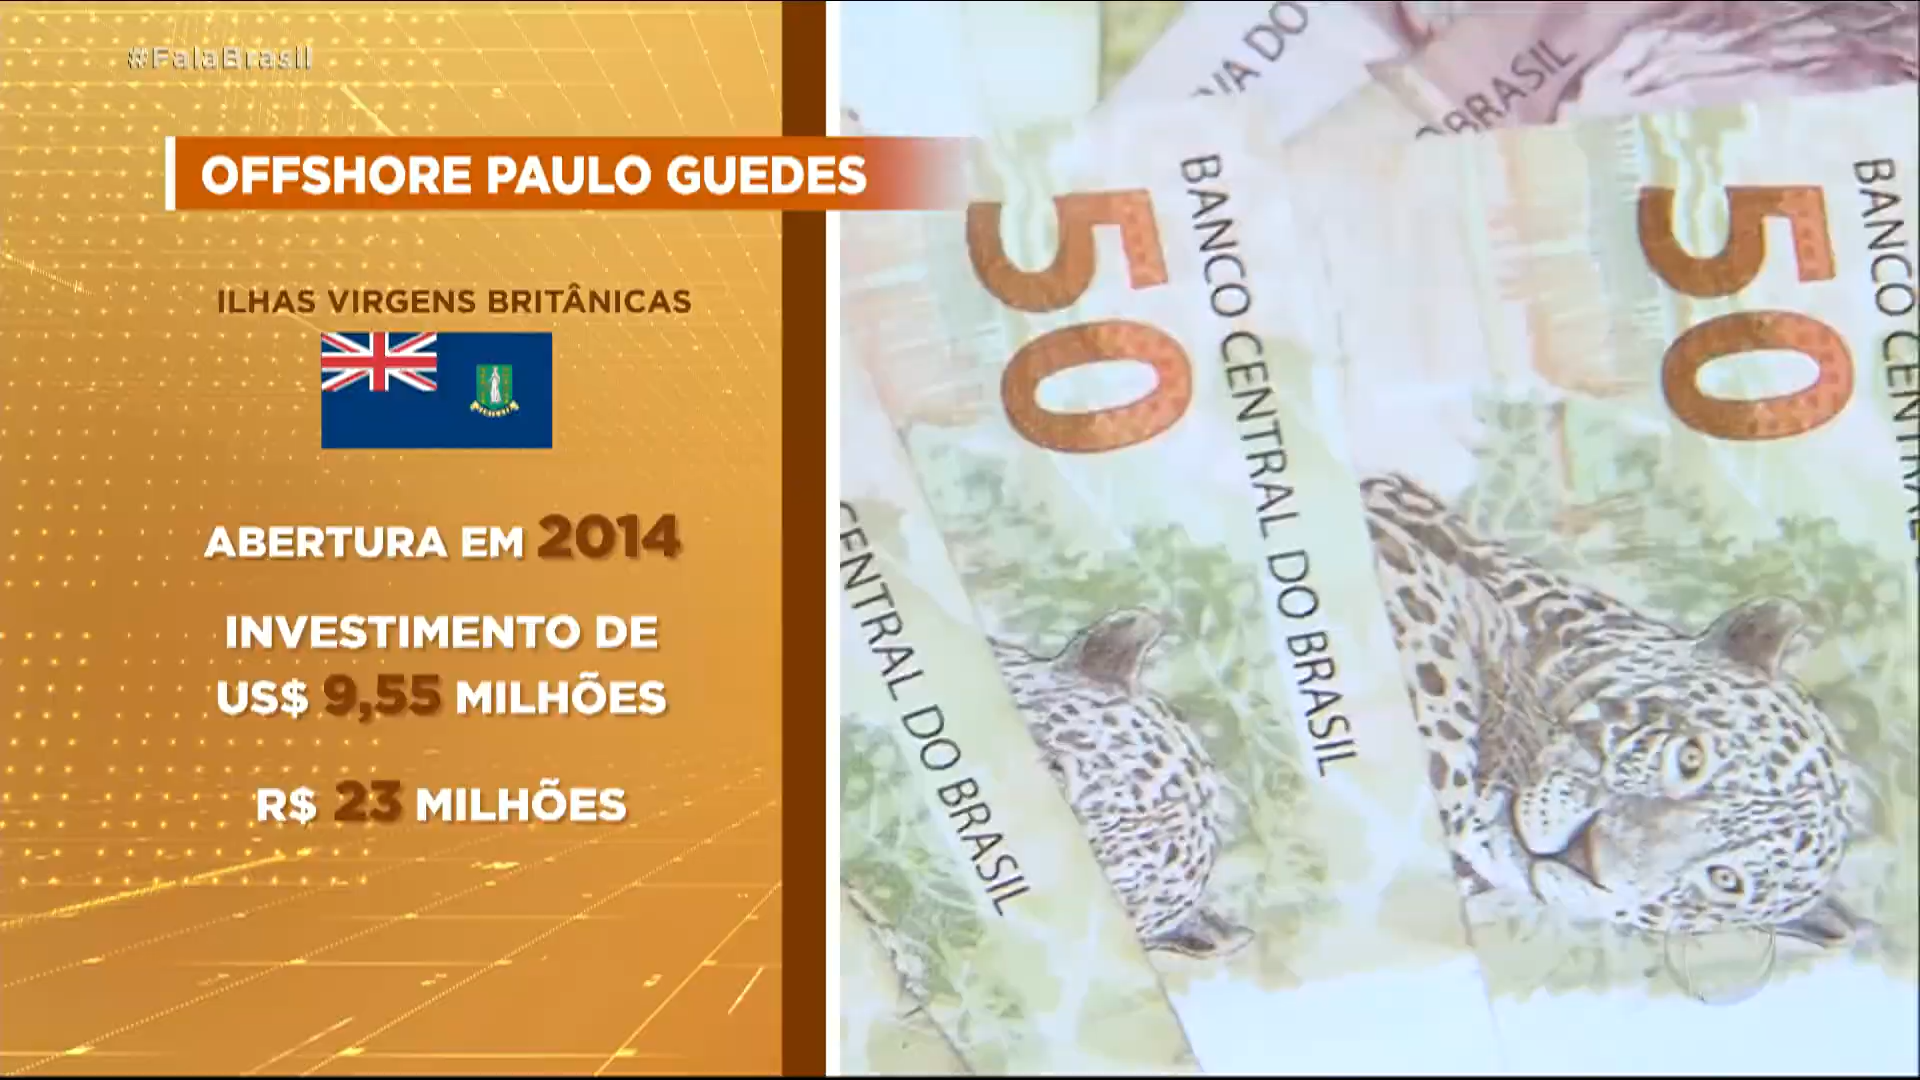 #FalaBrasil
OFFSHORE PAULO GUEDES
ILHAS VIRGENS BRITÂNICAS
ABERTURA EM 2014
INVESTIMENTO DE
US$ 9,55 MILHÕES
R$ 23 MILHÕES
DO
BRASIL
50
BANCO CENTRAL DO BRASIL
50
BANCO CENTRAL
CENTRAL DO BRASIL